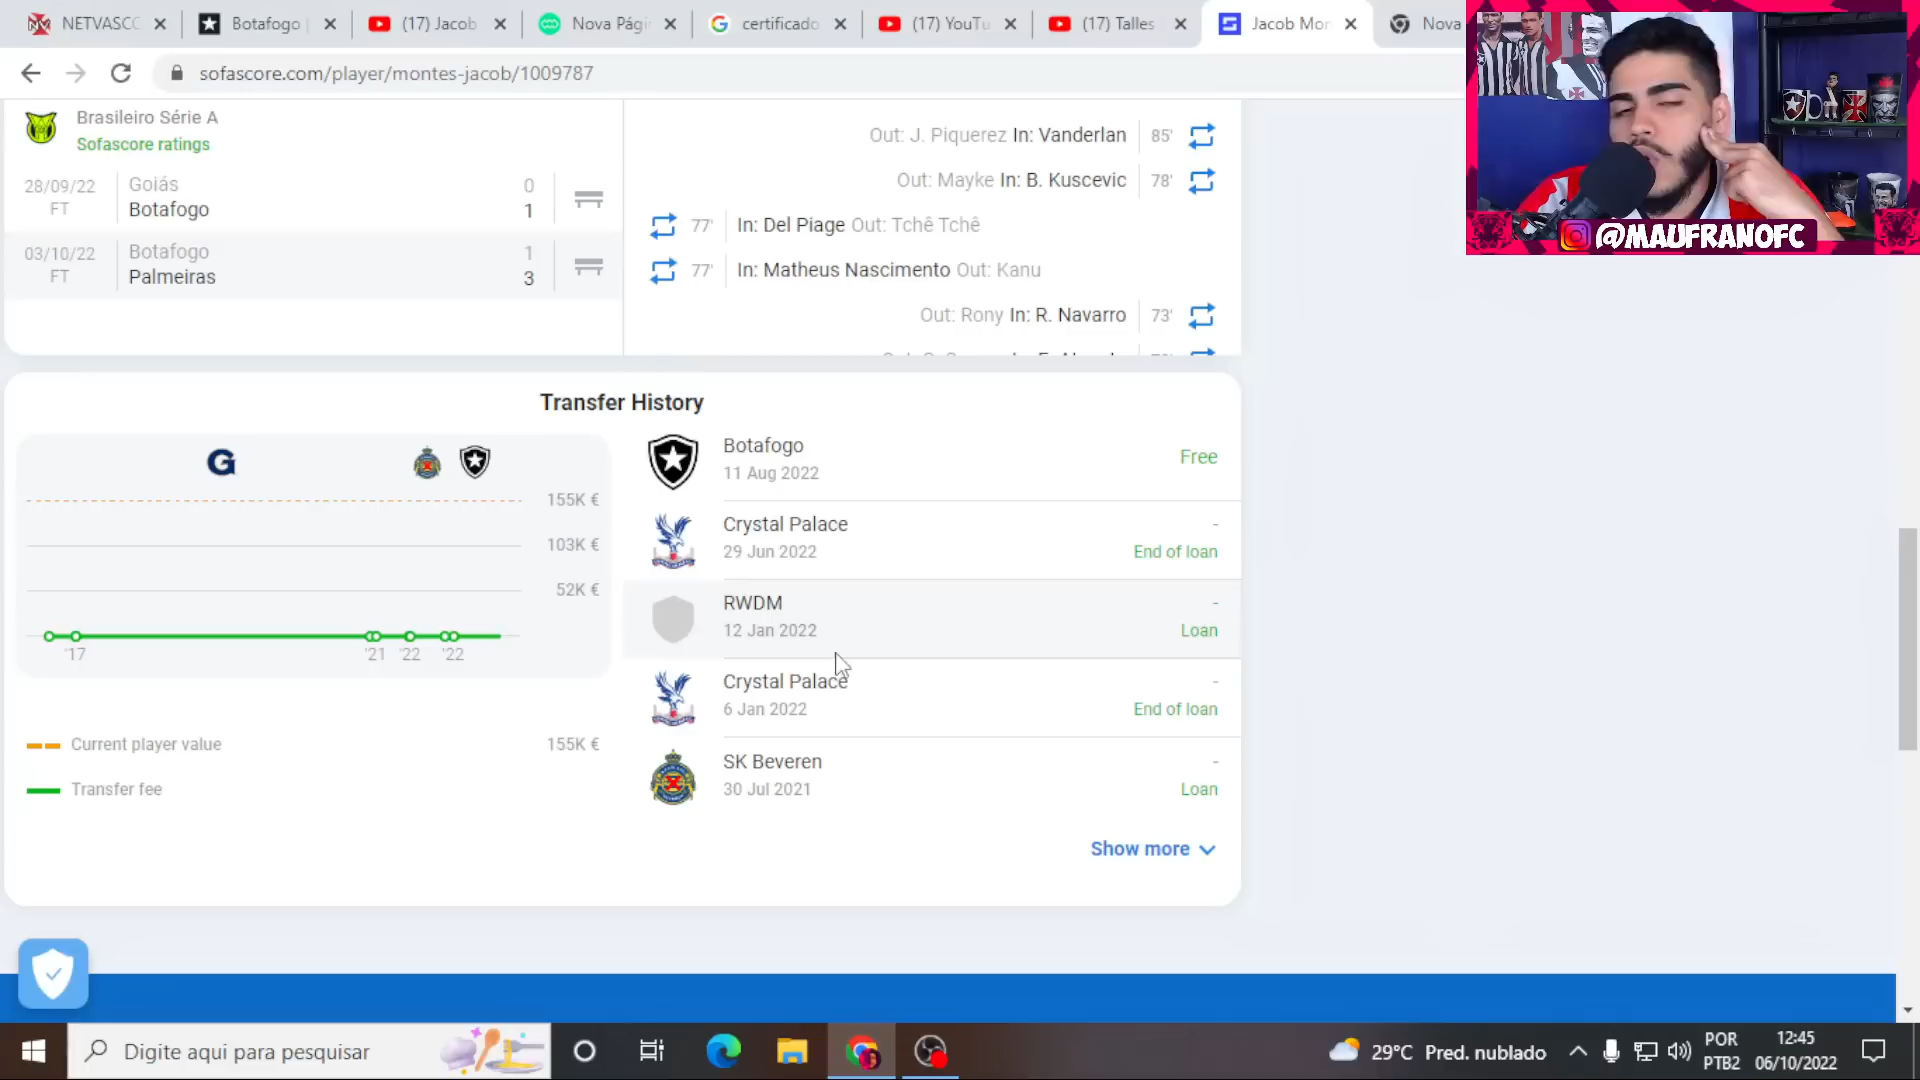 NETVASCO
Botafogo
(17) Jacob
Nova Pági
certificado
(17) YouTu
(17) Talles
Jacob Mon
Nova
sofascore.com/player/montes-jacob/1009787
@MAUFRANOFC
Brasileiro Série A
Sofascore ratings
28/09/22
FT
Goiás 0
Botafogo 1
03/10/22
FT
Botafogo 1
Palmeiras 3
Out: J. Piquerez In: Vanderlan 85'
Out: Mayke In: B. Kuscevic 78'
77' In: Del Piage Out: Tchê Tchê
77' In: Matheus Nascimento Out: Kanu
Out: Rony In: R. Navarro 73'
Transfer History
G
155K €
103K €
52K €
'17 '21 '22 '22
Current player value 155K €
Transfer fee
Botafogo
11 Aug 2022
Free
Crystal Palace -
29 Jun 2022 End of loan
RWDM -
12 Jan 2022 Loan
Crystal Palace -
6 Jan 2022 End of loan
SK Beveren -
30 Jul 2021 Loan
Show more
Digite aqui para pesquisar
29°C Pred. nublado
POR
PTB2
12:45
06/10/2022